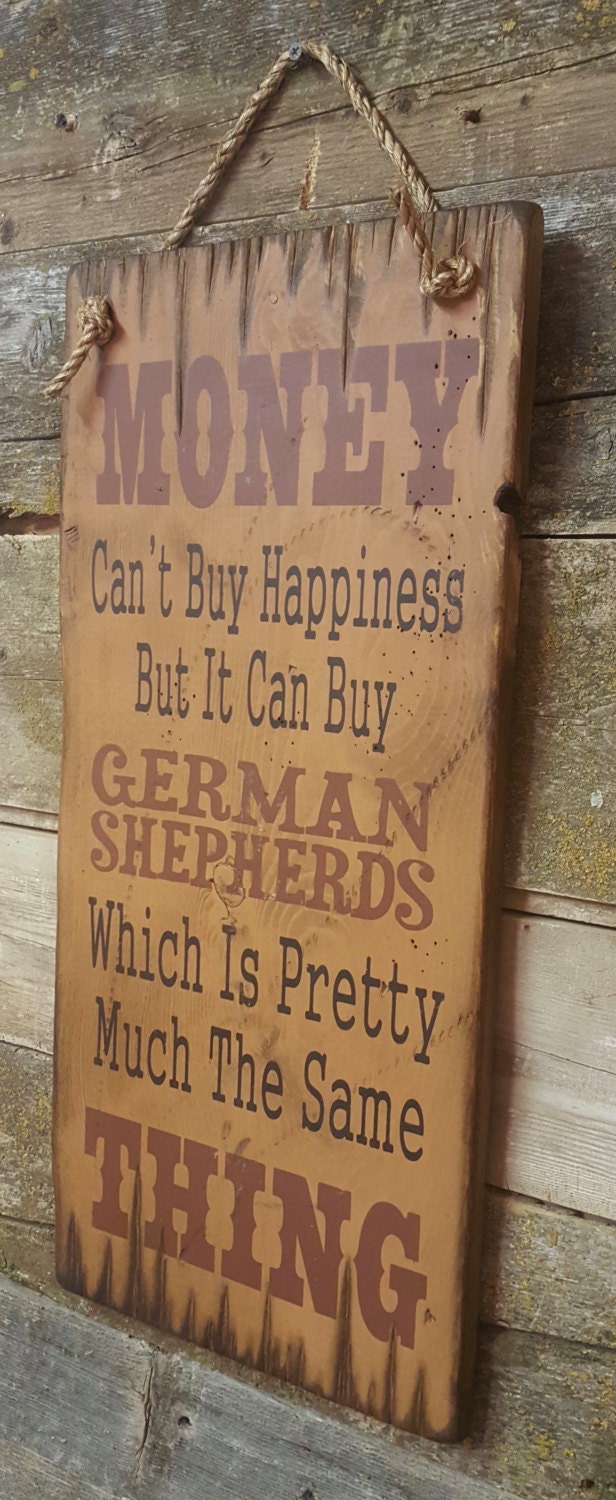 MONEY
Can't Buy Happiness
But It Can Buy
GERMAN
SHEPHERDS
Which Is Pretty
Much The Same
THING